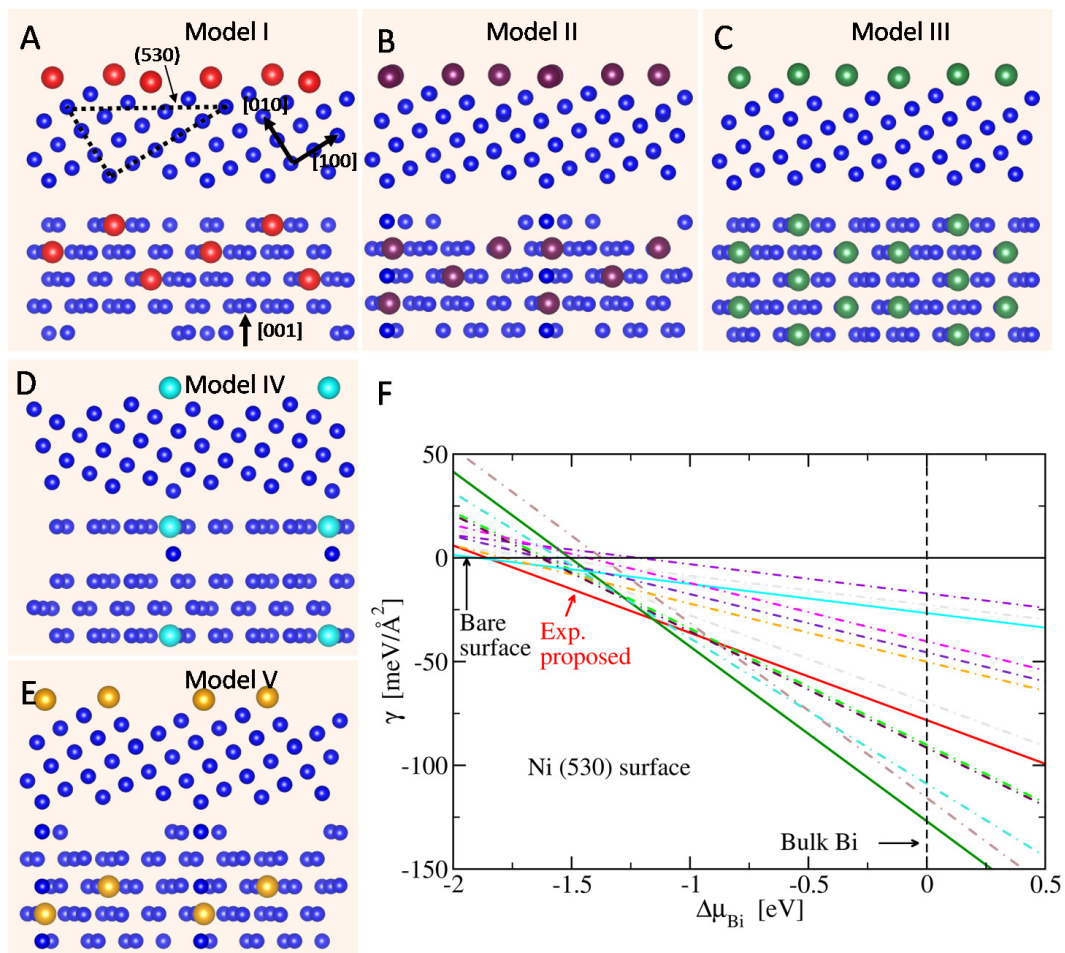 A
Model I
(530)
[010]
[100]
[001]
B
Model II
C
Model III
D
Model IV
E
Model V
F
50
0
-50
-100
-150
γ [meV/Å²]
Bare
surface
Exp.
proposed
Ni (530) surface
Bulk Bi
-2
-1.5
-1
-0.5
0
0.5
Δμ_Bi [eV]